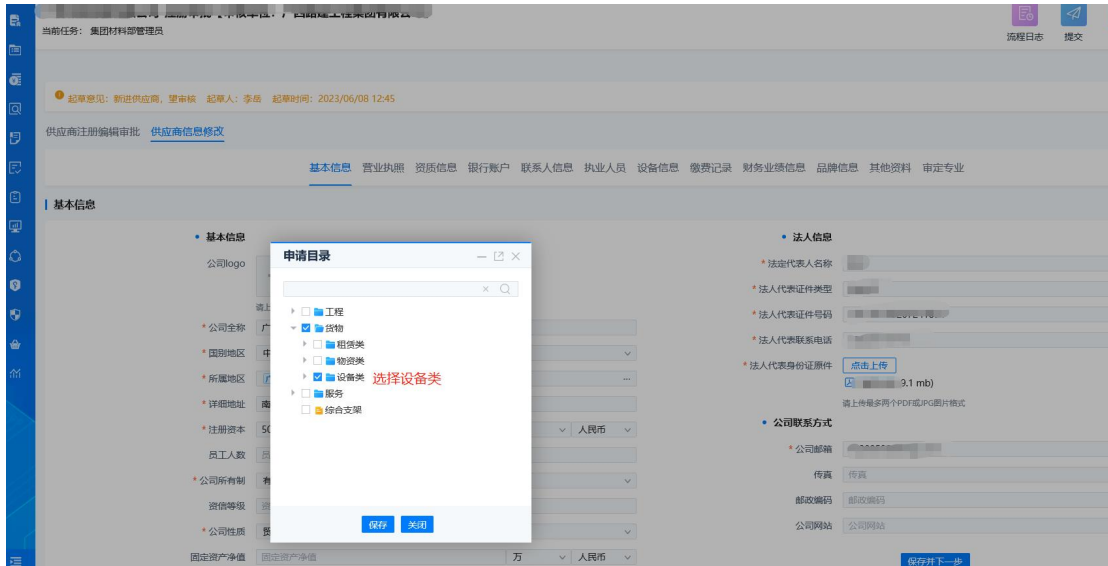 当前任务： 集团材料部管理员
流程日志 提交
起草意见：新进供应商，望审核 起草人：李岳 起草时间：2023/06/08 12:45
供应商注册编辑审批 供应商信息修改
基本信息 营业执照 资质信息 银行账户 联系人信息 执业人员 设备信息 缴费记录 财务业绩信息 品牌信息 其他资料 审定专业
基本信息
基本信息
公司logo
* 公司全称
* 国别地区
* 所属地区
* 详细地址
* 注册资本 人民币
员工人数
* 公司所有制
资信等级
* 公司性质
固定资产净值 固定资产净值 万 人民币
申请目录
工程
货物
租赁类
物资类
设备类 选择设备类
服务
综合支架
保存 关闭
法人信息
* 法定代表人名称
* 法人代表证件类型
* 法人代表证件号码
* 法人代表联系电话
* 法人代表身份证原件 点击上传
9.1 mb)
请上传最多两个PDF或JPG图片格式
公司联系方式
* 公司邮箱
传真 传真
邮政编码 邮政编码
公司网站 公司网站
保存并下一步